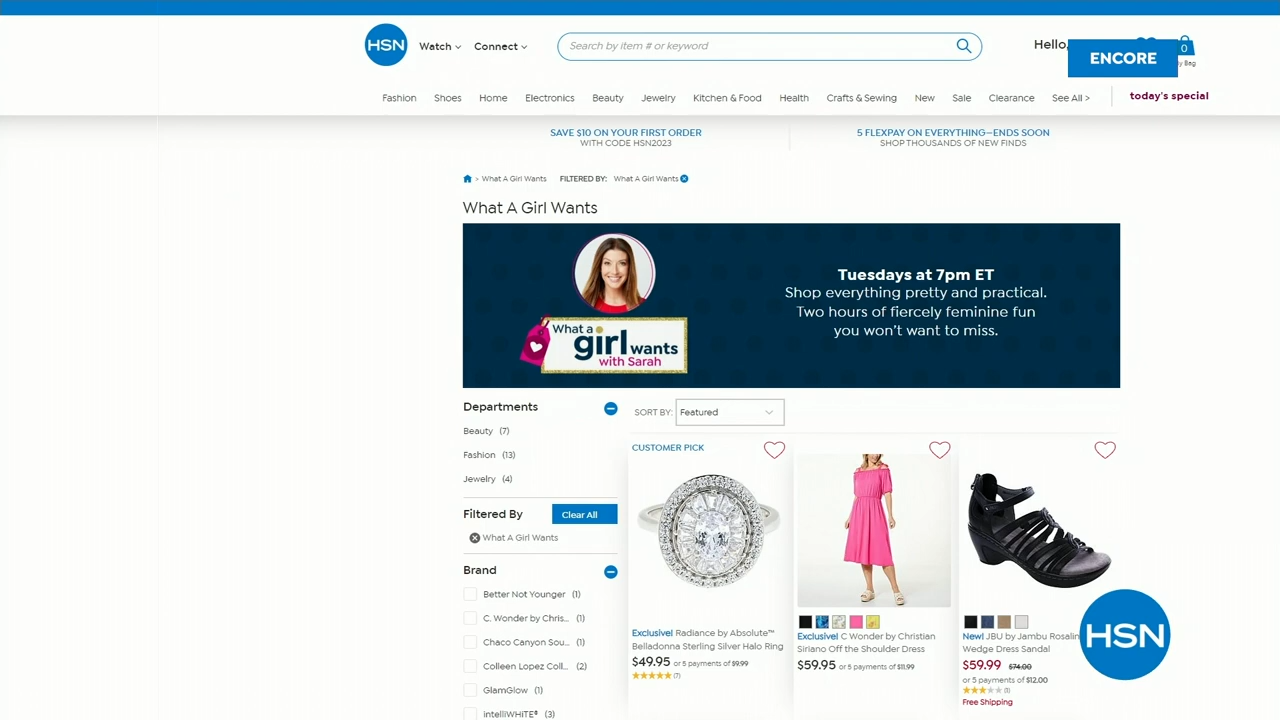 HSN
Watch
Connect
Search by item # or keyword
Hello,
ENCORE
0
Bag
Fashion
Shoes
Home
Electronics
Beauty
Jewelry
Kitchen & Food
Health
Crafts & Sewing
New
Sale
Clearance
See All >
today's special
SAVE $10 ON YOUR FIRST ORDER
WITH CODE HSN2023
5 FLEXPAY ON EVERYTHING—ENDS SOON
SHOP THOUSANDS OF NEW FINDS
> What A Girl Wants
FILTERED BY: What A Girl Wants
What A Girl Wants
What a
girl wants
with Sarah
Tuesdays at 7pm ET
Shop everything pretty and practical.
Two hours of fiercely feminine fun
you won't want to miss.
Departments
Beauty (7)
Fashion (13)
Jewelry (4)
Filtered By
Clear All
What A Girl Wants
Brand
Better Not Younger (1)
C. Wonder by Chris... (1)
Chaco Canyon Sou... (1)
Colleen Lopez Coll... (2)
GlamGlow (1)
intelliWHiTE® (3)
SORT BY: Featured
CUSTOMER PICK
Exclusive! Radiance by Absolute™
Belladonna Sterling Silver Halo Ring
$49.95 or 5 payments of $9.99
(7)
Exclusive! C Wonder by Christian
Siriano Off the Shoulder Dress
$59.95 or 5 payments of $11.99
New! JBU by Jambu Rosalin
Wedge Dress Sandal
$59.99 $74.00
or 5 payments of $12.00
Free Shipping
HSN